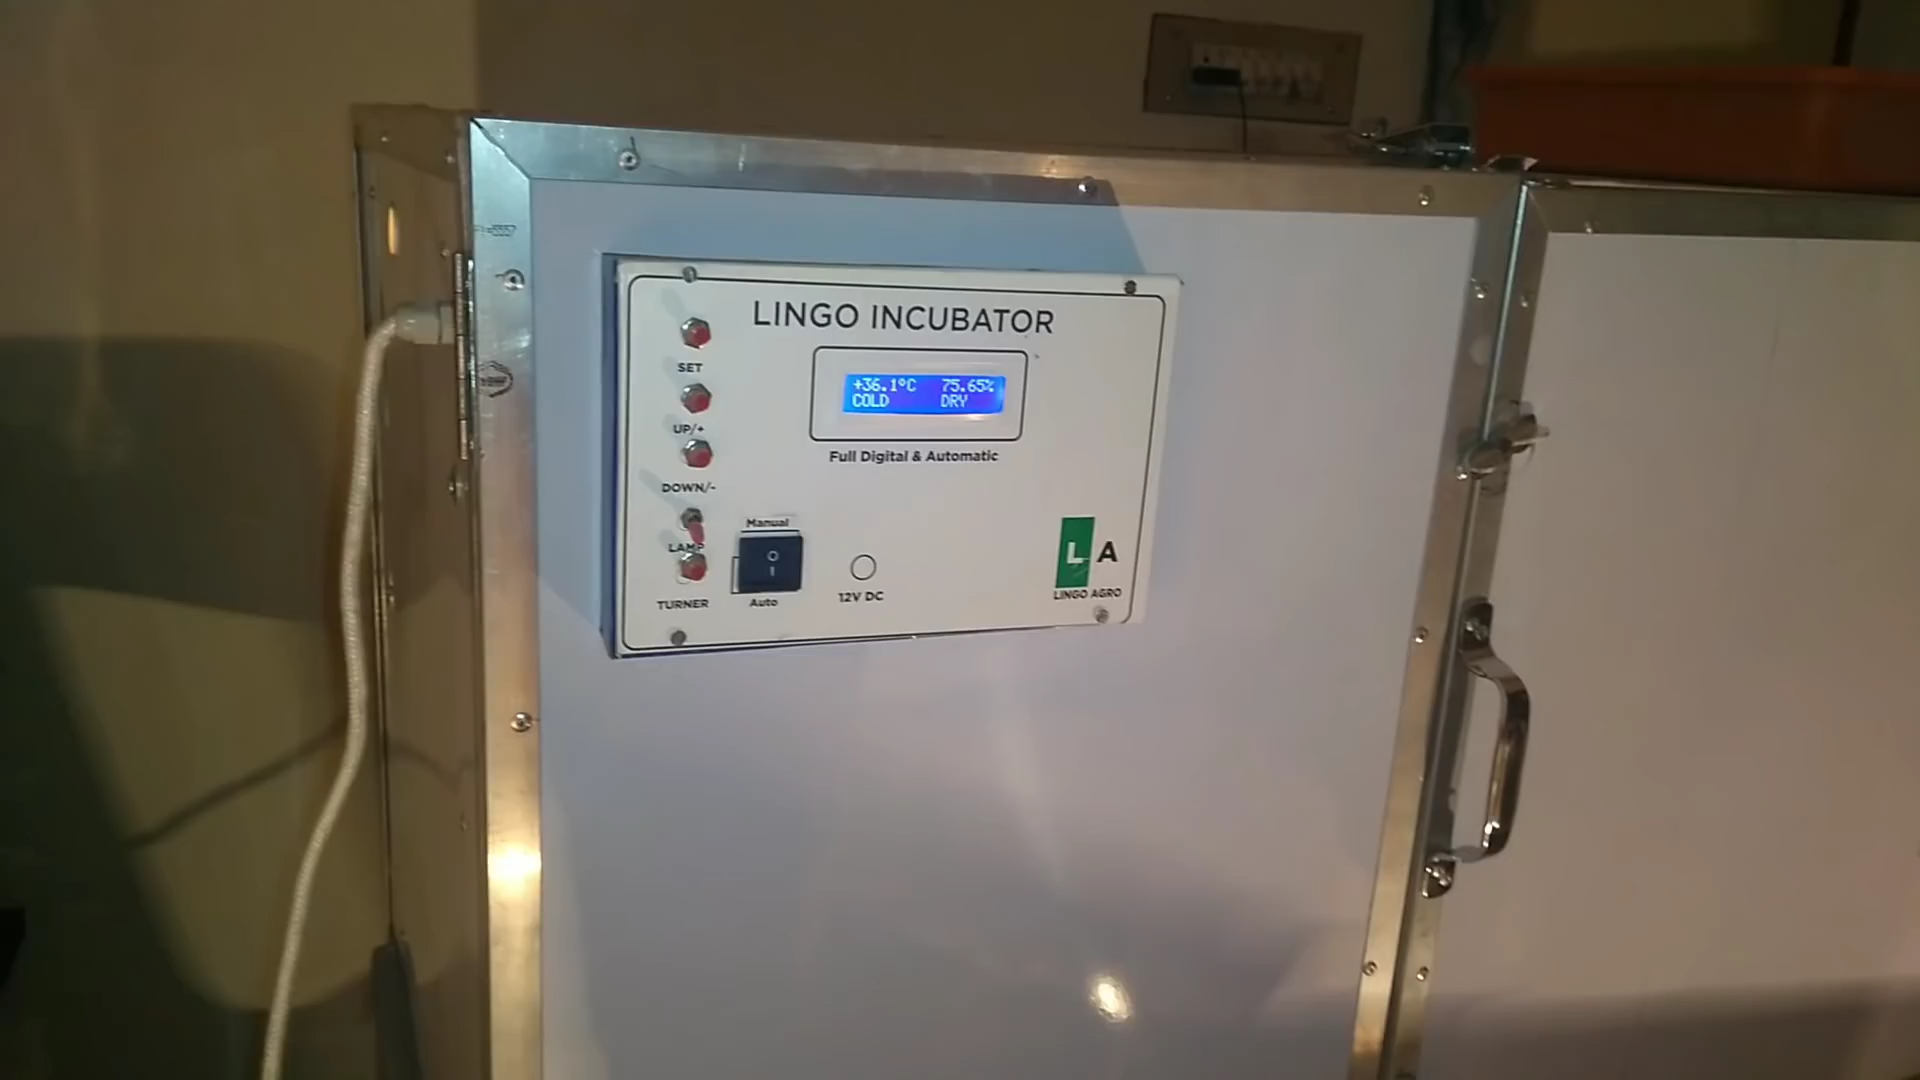 LINGO INCUBATOR
SET
+36.1°C 75.65%
COLD DRY
UP/+
Full Digital & Automatic
DOWN/-
Manual
LAMP
O
I
L A
TURNER
Auto
12V DC
LINGO AGRO